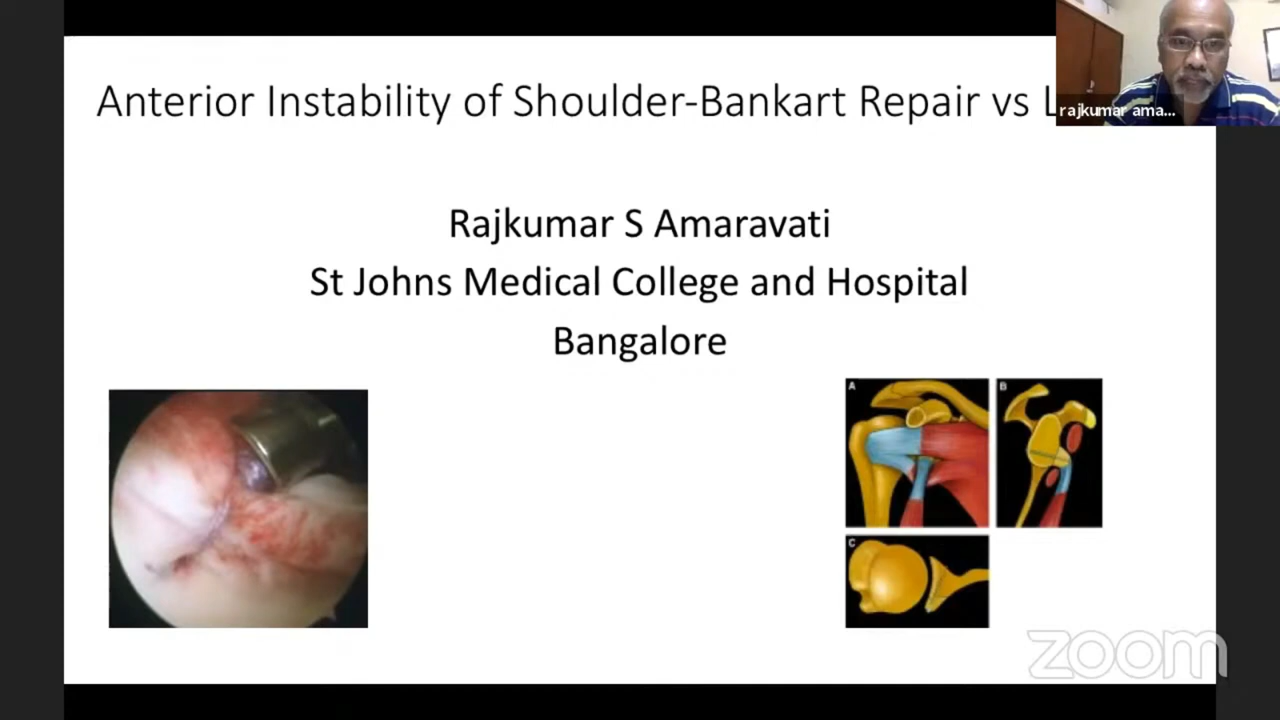 Anterior Instability of Shoulder-Bankart Repair vs L
rajkumar ama...
Rajkumar S Amaravati
St Johns Medical College and Hospital
Bangalore
A
B
C
zoom